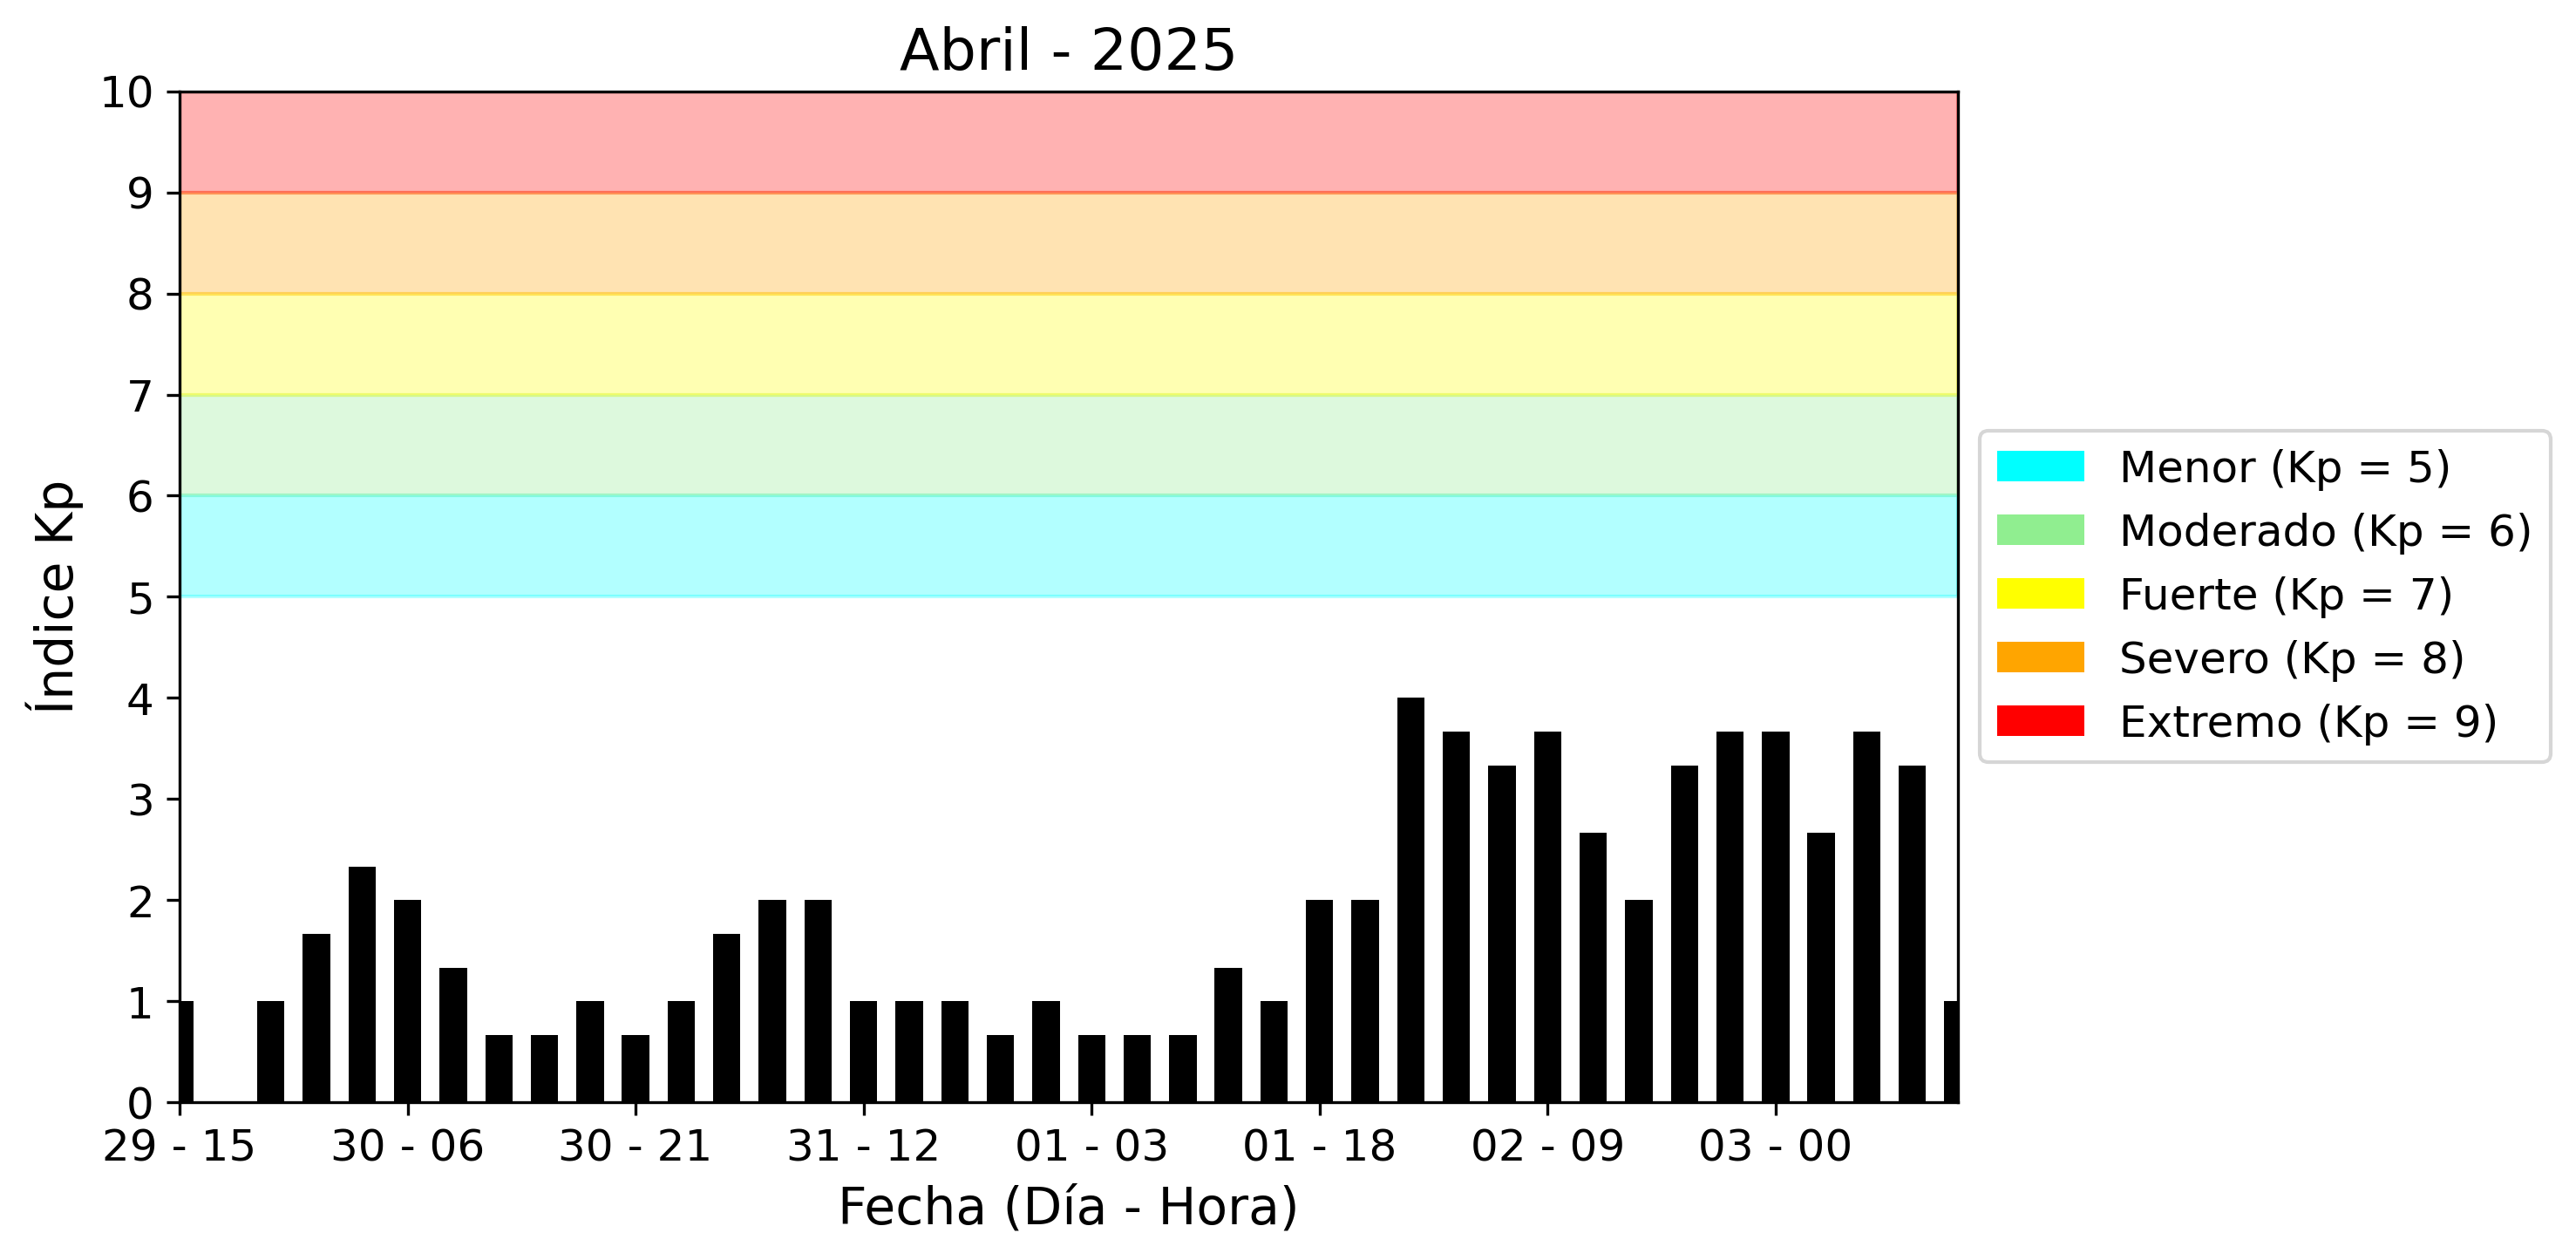 Abril - 2025
10
9
8
7
6
5
4
3
2
1
0
Índice Kp
29 - 15
30 - 06
30 - 21
31 - 12
01 - 03
01 - 18
02 - 09
03 - 00
Fecha (Día - Hora)
Menor (Kp = 5)
Moderado (Kp = 6)
Fuerte (Kp = 7)
Severo (Kp = 8)
Extremo (Kp = 9)